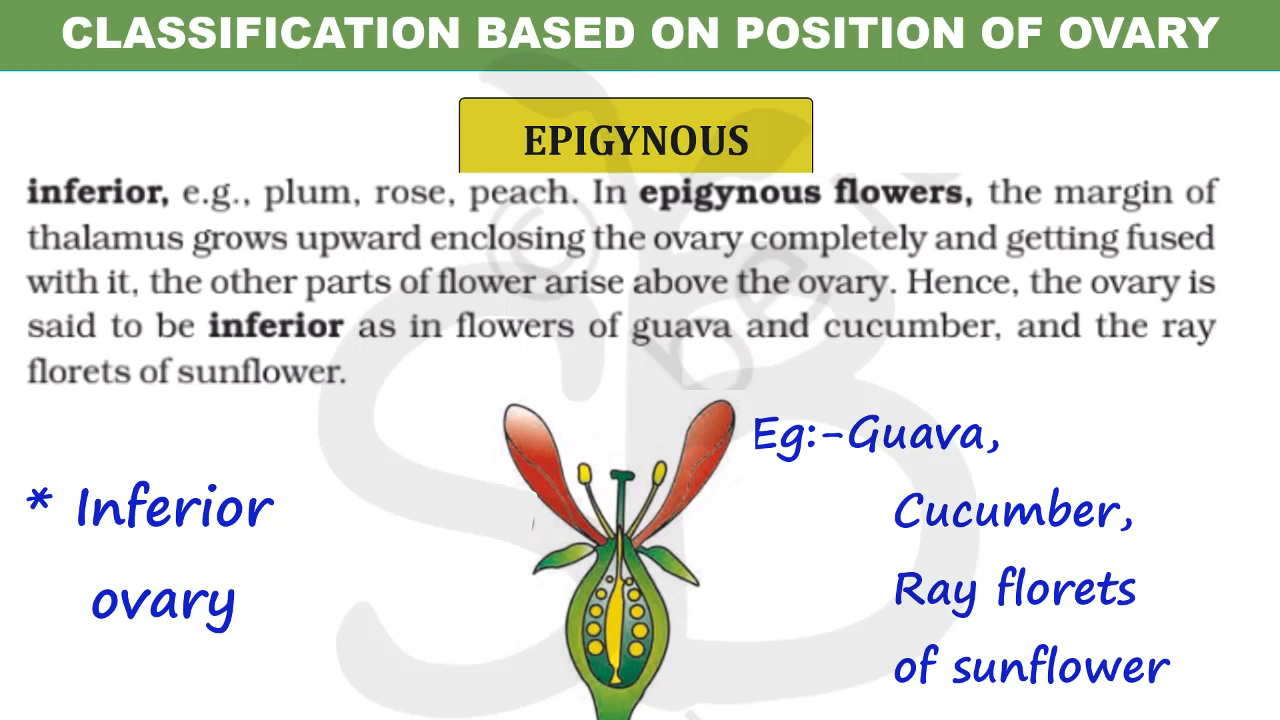 CLASSIFICATION BASED ON POSITION OF OVARY
EPIGYNOUS
inferior, e.g., plum, rose, peach. In epigynous flowers, the margin of
thalamus grows upward enclosing the ovary completely and getting fused
with it, the other parts of flower arise above the ovary. Hence, the ovary is
said to be inferior as in flowers of guava and cucumber, and the ray
florets of sunflower.
Eg:-Guava,
Cucumber,
Ray florets
of sunflower
* Inferior
ovary